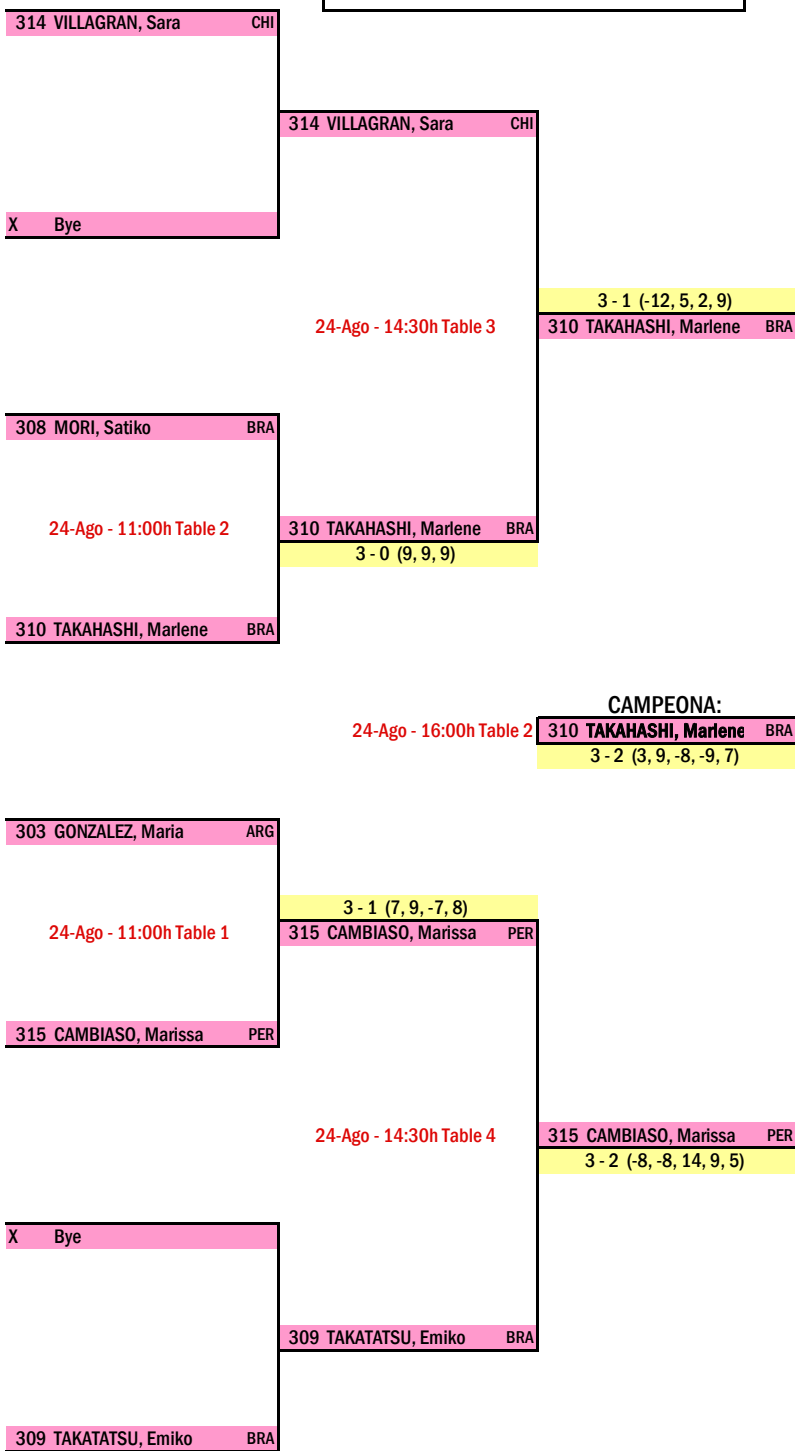 314 VILLAGRAN, Sara CHI
314 VILLAGRAN, Sara CHI
X Bye
3 - 1 (-12, 5, 2, 9)
24-Ago - 14:30h Table 3
310 TAKAHASHI, Marlene BRA
308 MORI, Satiko BRA
24-Ago - 11:00h Table 2
310 TAKAHASHI, Marlene BRA
3 - 0 (9, 9, 9)
310 TAKAHASHI, Marlene BRA
CAMPEONA:
24-Ago - 16:00h Table 2
310 TAKAHASHI, Marlene BRA
3 - 2 (3, 9, -8, -9, 7)
303 GONZALEZ, Maria ARG
3 - 1 (7, 9, -7, 8)
24-Ago - 11:00h Table 1
315 CAMBIASO, Marissa PER
315 CAMBIASO, Marissa PER
24-Ago - 14:30h Table 4
315 CAMBIASO, Marissa PER
3 - 2 (-8, -8, 14, 9, 5)
X Bye
309 TAKATATSU, Emiko BRA
309 TAKATATSU, Emiko BRA